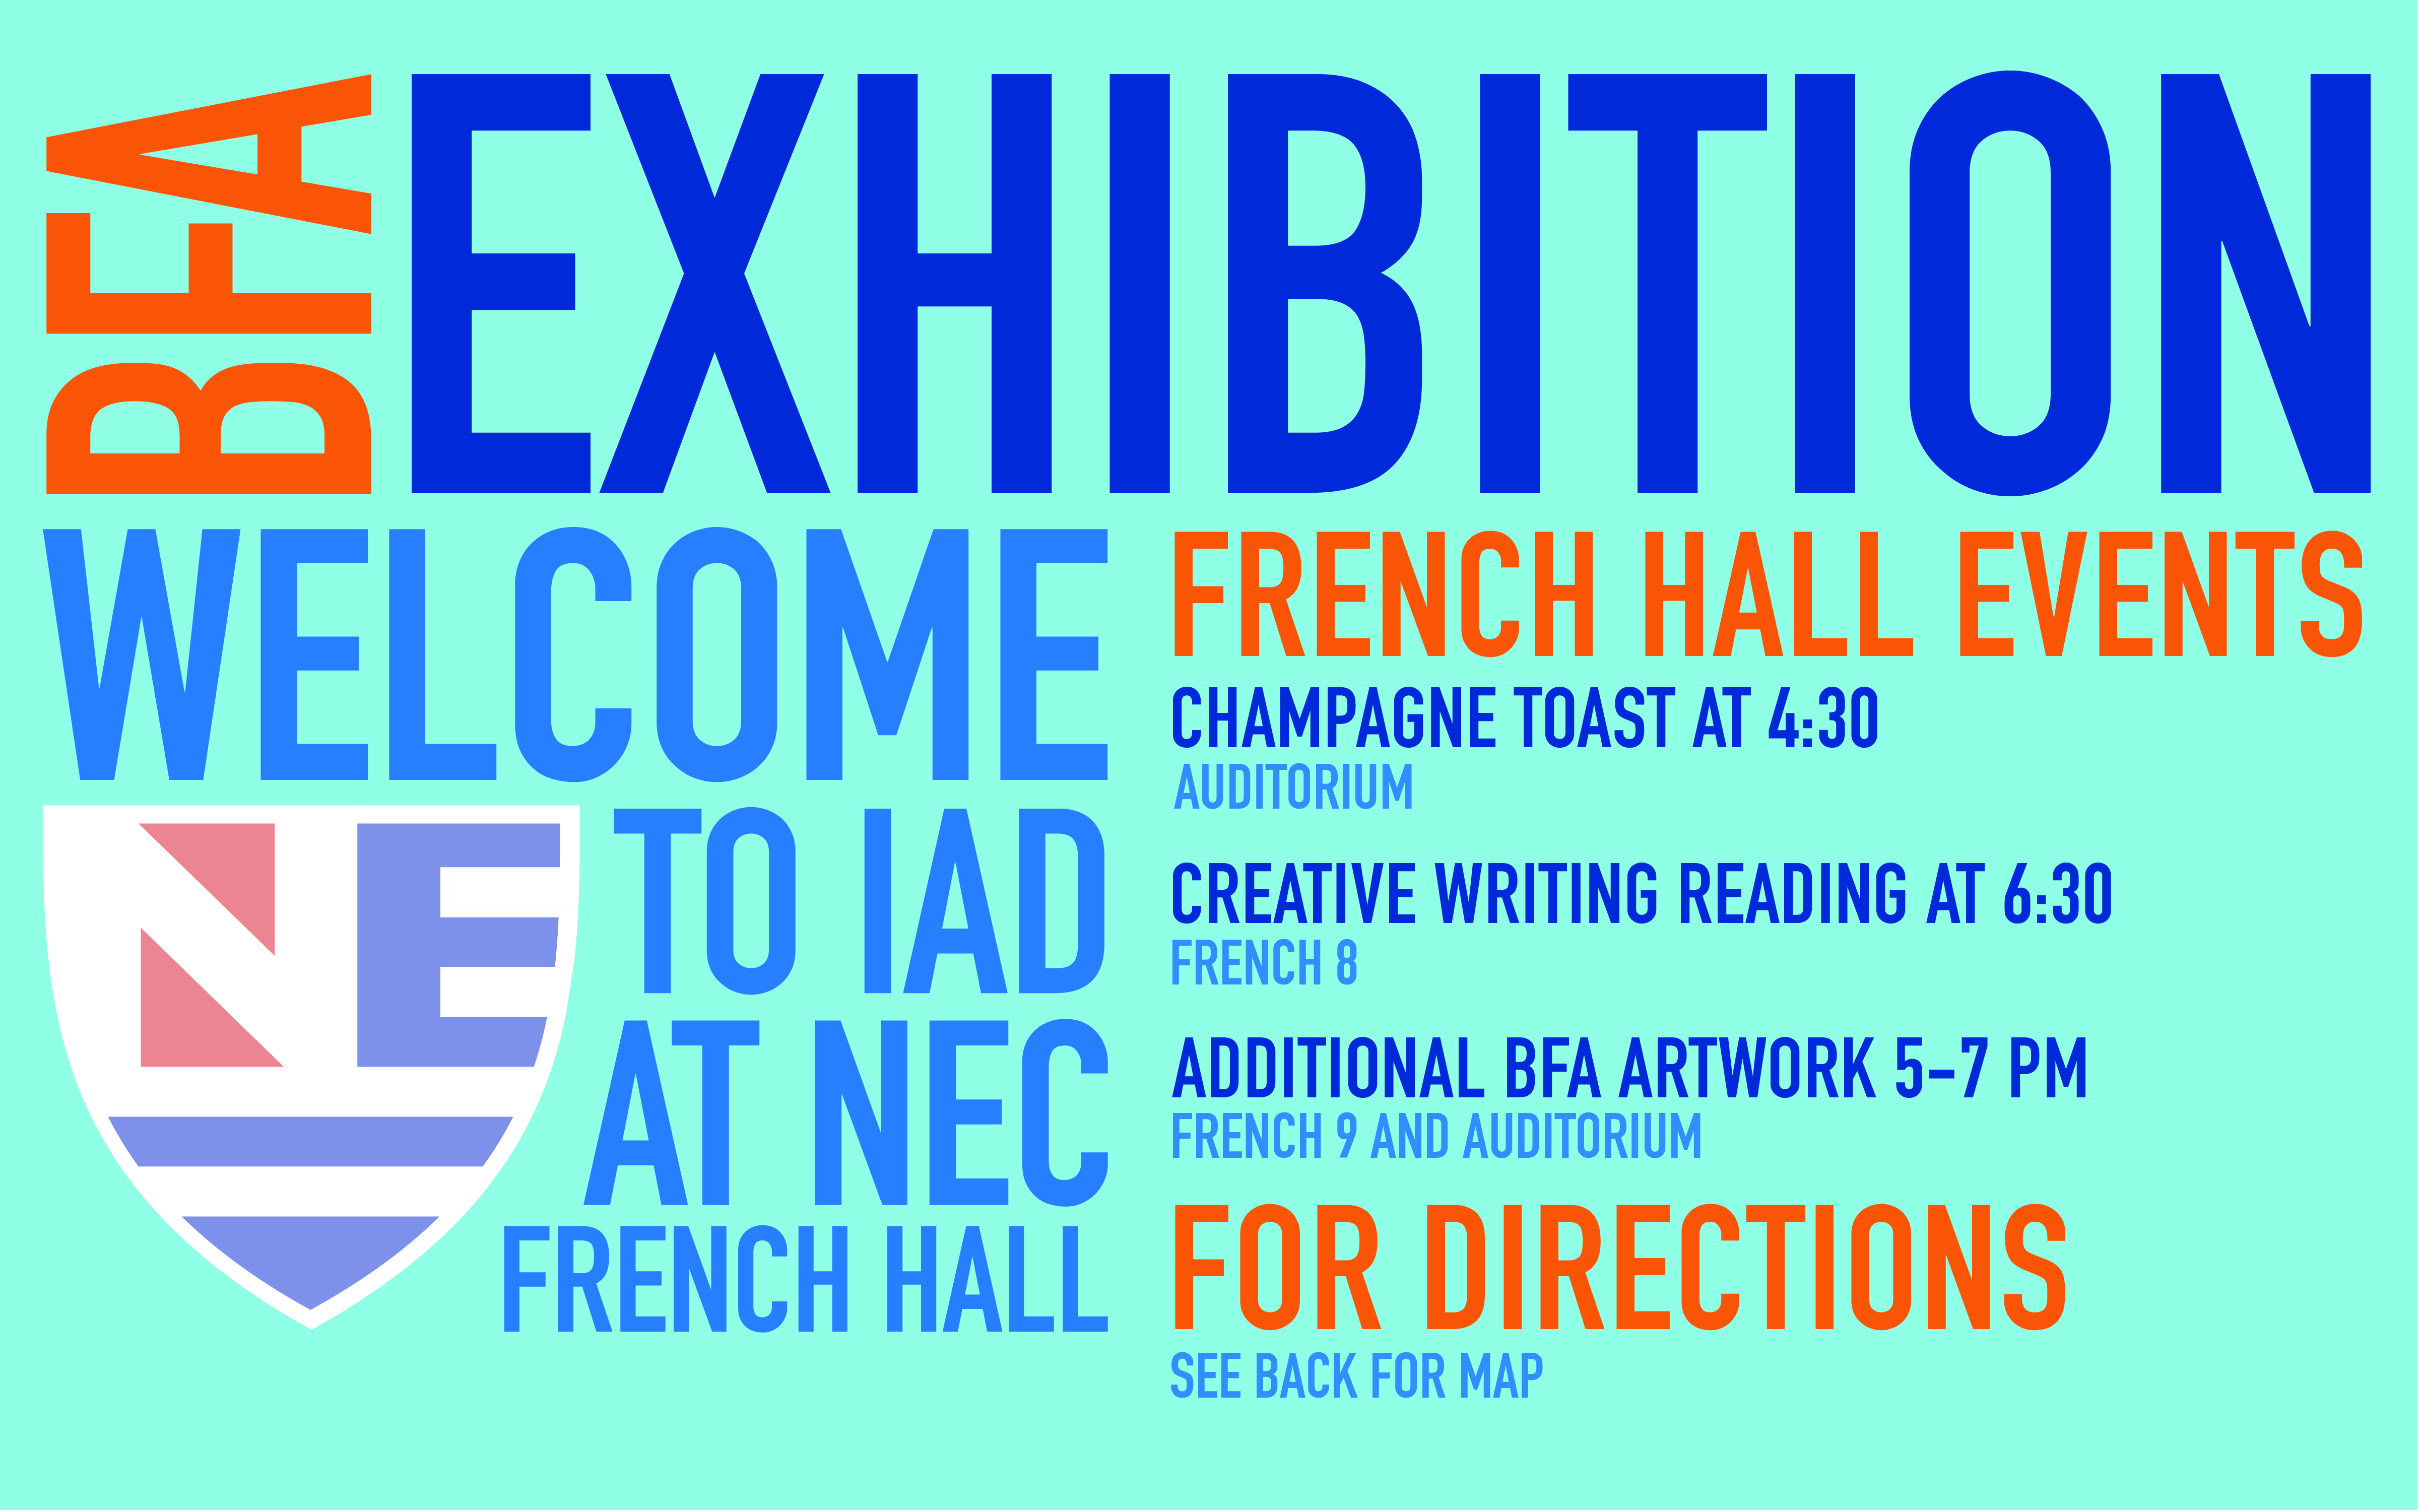 BFA
EXHIBITION
WELCOME
TO IAD
AT NEC
FRENCH HALL
NE
FRENCH HALL EVENTS
CHAMPAGNE TOAST AT 4:30
AUDITORIUM
CREATIVE WRITING READING AT 6:30
FRENCH 8
ADDITIONAL BFA ARTWORK 5–7 PM
FRENCH 9 AND AUDITORIUM
FOR DIRECTIONS
SEE BACK FOR MAP